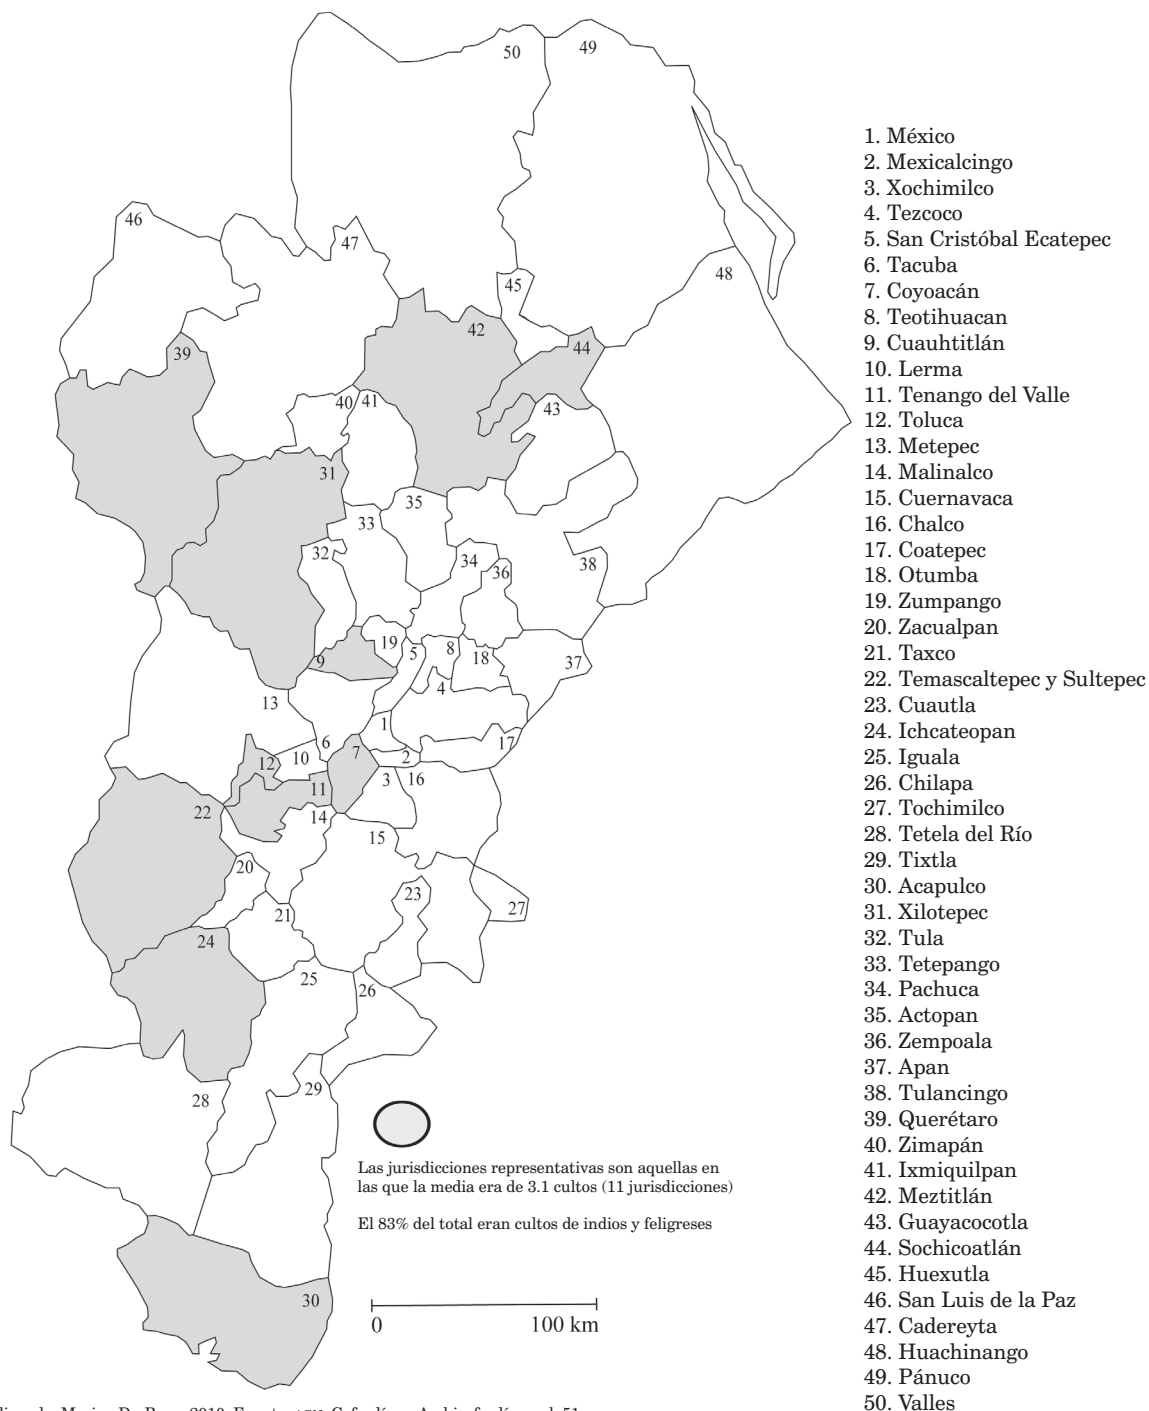 50
49
46
47
48
45
42
39
44
40
41
43
31
35
33
32
34
36
38
19
5
8
18
9
4
37
13
1
6
7
2
17
12
10
3
16
11
22
14
15
20
23
21
27
24
25
26
28
29
30
Las jurisdicciones representativas son aquellas en
las que la media era de 3.1 cultos (11 jurisdicciones)
El 83% del total eran cultos de indios y feligreses
0 100 km
1. México
2. Mexicalcingo
3. Xochimilco
4. Tezcoco
5. San Cristóbal Ecatepec
6. Tacuba
7. Coyoacán
8. Teotihuacan
9. Cuauhtitlán
10. Lerma
11. Tenango del Valle
12. Toluca
13. Metepec
14. Malinalco
15. Cuernavaca
16. Chalco
17. Coatepec
18. Otumba
19. Zumpango
20. Zacualpan
21. Taxco
22. Temascaltepec y Sultepec
23. Cuautla
24. Ichcateopan
25. Iguala
26. Chilapa
27. Tochimilco
28. Tetela del Río
29. Tixtla
30. Acapulco
31. Xilotepec
32. Tula
33. Tetepango
34. Pachuca
35. Actopan
36. Zempoala
37. Apan
38. Tulancingo
39. Querétaro
40. Zimapán
41. Ixmiquilpan
42. Meztitlán
43. Guayacocotla
44. Sochicoatlán
45. Huexutla
46. San Luis de la Paz
47. Cadereyta
48. Huachinango
49. Pánuco
50. Valles